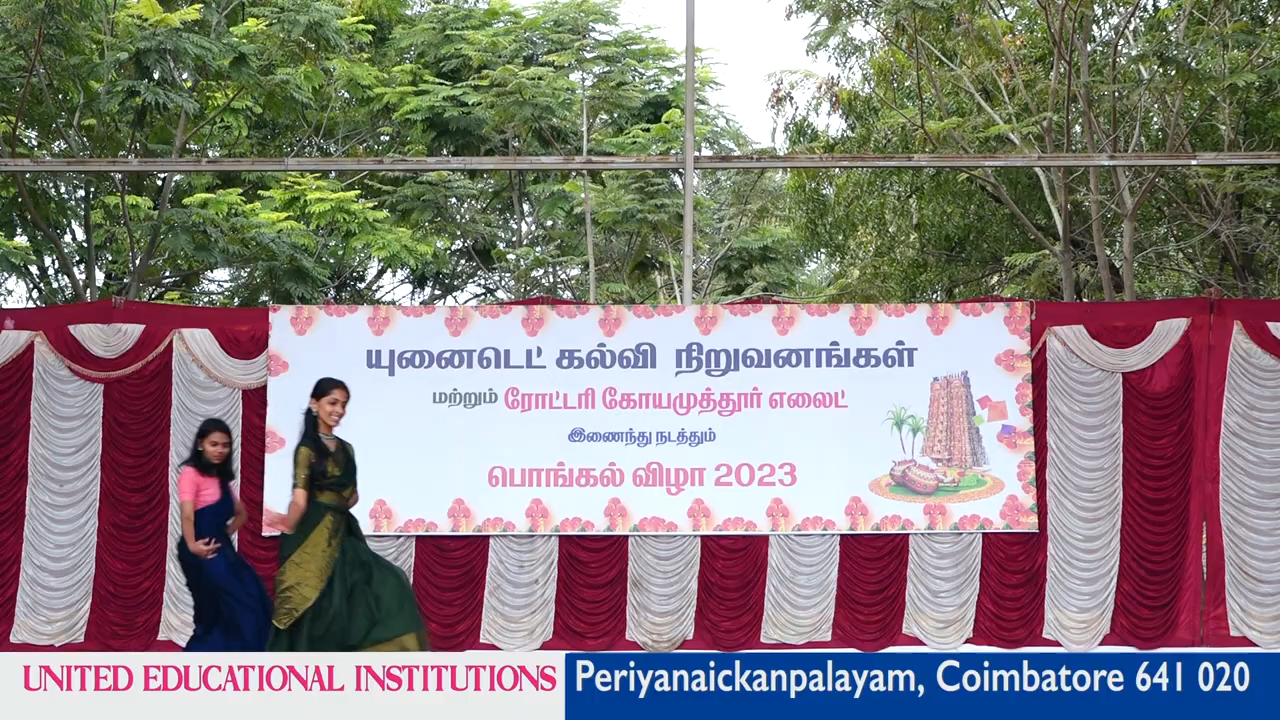 யுனைடெட் கல்வி நிறுவனங்கள்
மற்றும் ரோட்டரி கோயமுத்தூர் எலைட்
இணைந்து நடத்தும்
பொங்கல் விழா 2023
UNITED EDUCATIONAL INSTITUTIONS
Periyanaickanpalayam, Coimbatore 641 020